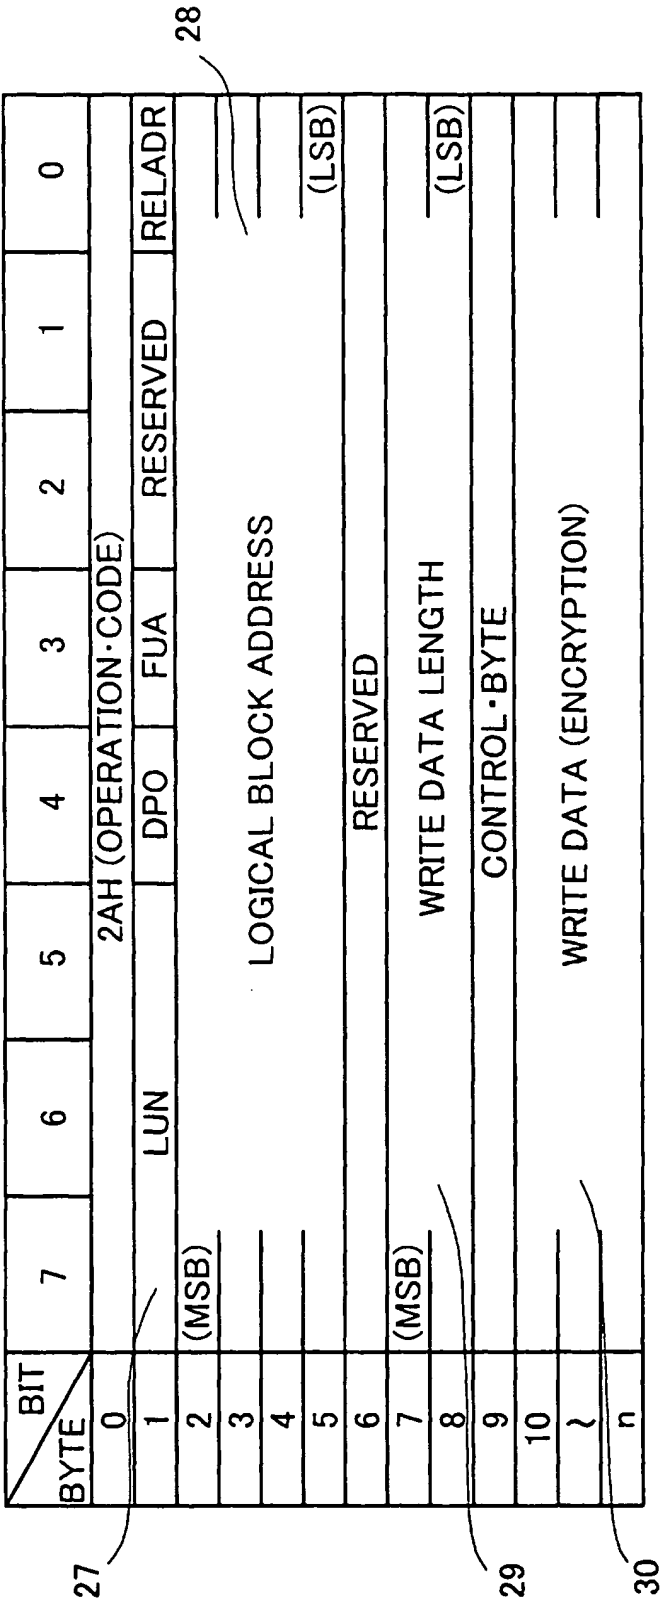 28
BIT
BYTE
7 6 5 4 3 2 1 0
0 2AH (OPERATION·CODE)
1 LUN DPO FUA RESERVED RELADR
2 (MSB)
3 LOGICAL BLOCK ADDRESS
4
5 (LSB)
6 RESERVED
7 (MSB) WRITE DATA LENGTH
8 (LSB)
9 CONTROL·BYTE
10
~ WRITE DATA (ENCRYPTION)
n
27
29
30